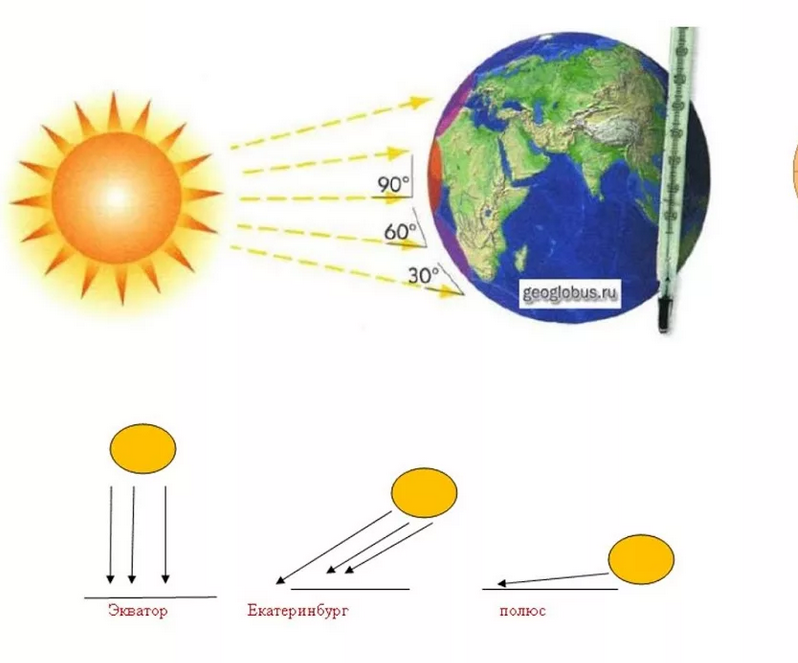 90°
60°
30°
geoglobus.ru
Экватор
Екатеринбург
полюс